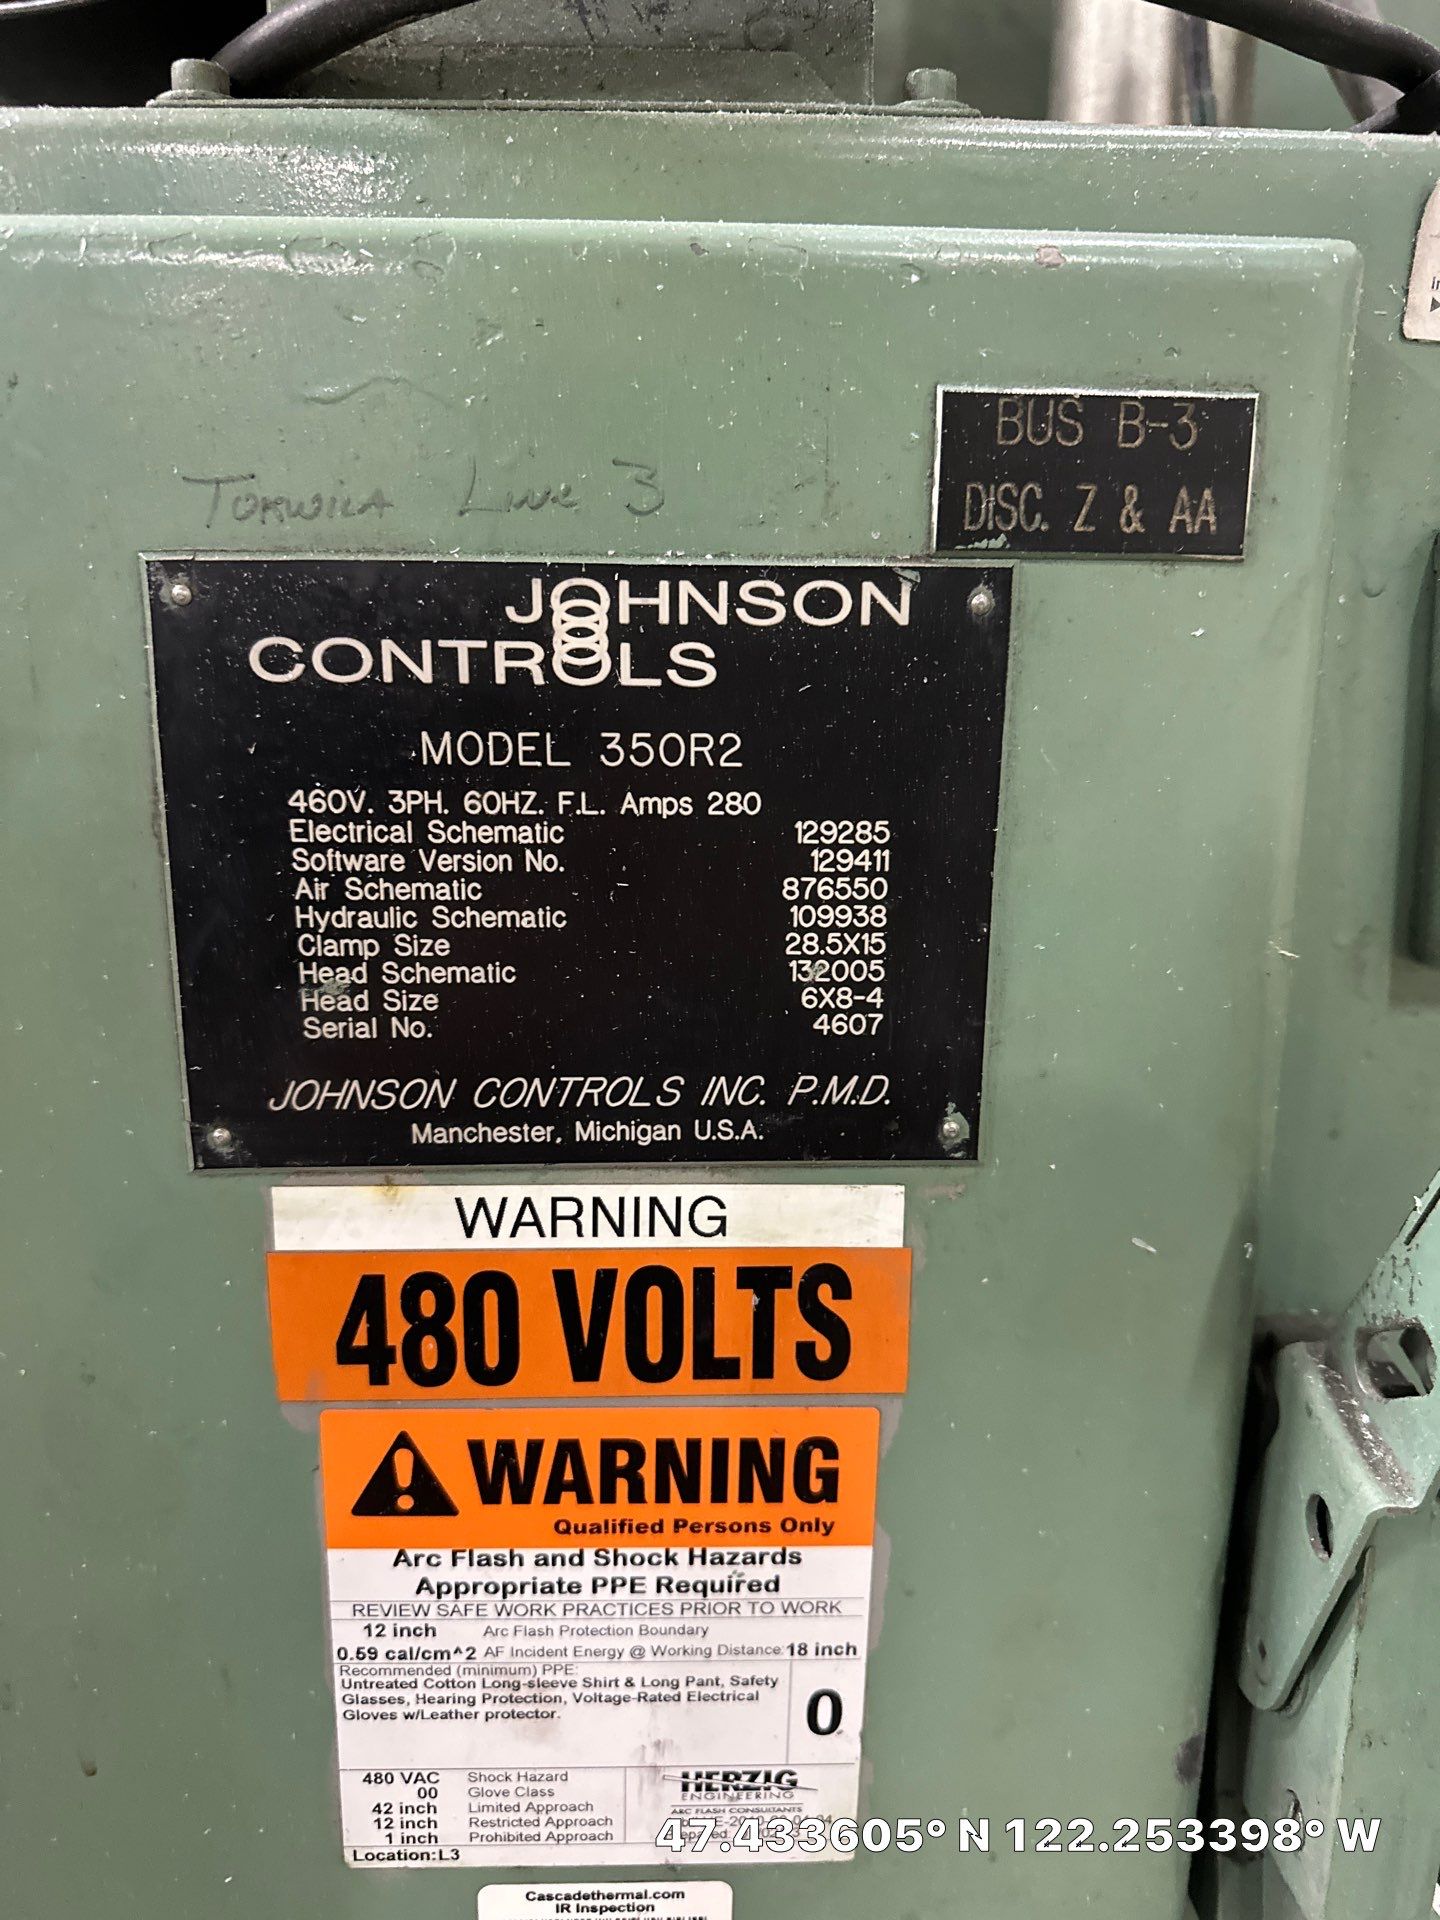 BUS B-3
DISC. Z & AA
Line 3
JOHNSON
CONTROLS
MODEL 350R2
460V. 3PH. 60HZ. F.L. Amps 280
Electrical Schematic 129285
Software Version No. 129411
Air Schematic 876550
Hydraulic Schematic 109938
Clamp Size 28.5X15
Head Schematic 132005
Head Size 6X8-4
Serial No. 4607
JOHNSON CONTROLS INC. P.M.D.
Manchester, Michigan U.S.A.
WARNING
480 VOLTS
WARNING
Qualified Persons Only
Arc Flash and Shock Hazards
Appropriate PPE Required
REVIEW SAFE WORK PRACTICES PRIOR TO WORK
12 inch Arc Flash Protection Boundary
0.59 cal/cm^2 AF Incident Energy @ Working Distance: 18 inch
Recommended (minimum) PPE:
Untreated Cotton Long-sleeve Shirt & Long Pant, Safety
Glasses, Hearing Protection, Voltage-Rated Electrical
Gloves w/Leather protector.
0
480 VAC Shock Hazard
00 Glove Class
42 inch Limited Approach
12 inch Restricted Approach
1 inch Prohibited Approach
Location:L3
HERZIG
ENGINEERING
ARC FLASH CONSULTANTS
47.433605° N 122.253398° W
Cascadethermal.com
IR Inspection